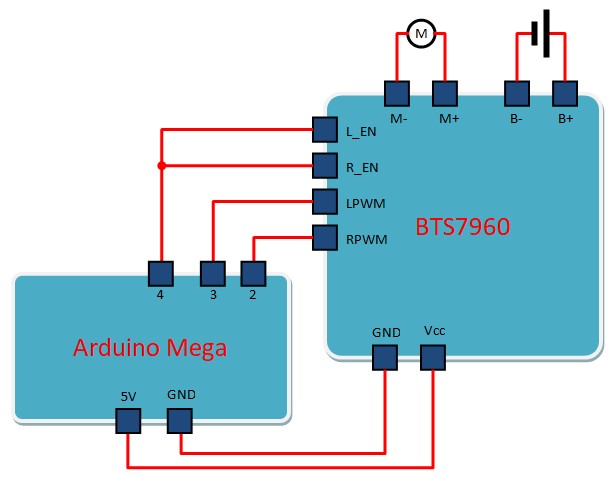 M
M-
M+
B-
B+
L_EN
R_EN
LPWM
RPWM
BTS7960
4
3
2
GND
Vcc
Arduino Mega
5V
GND